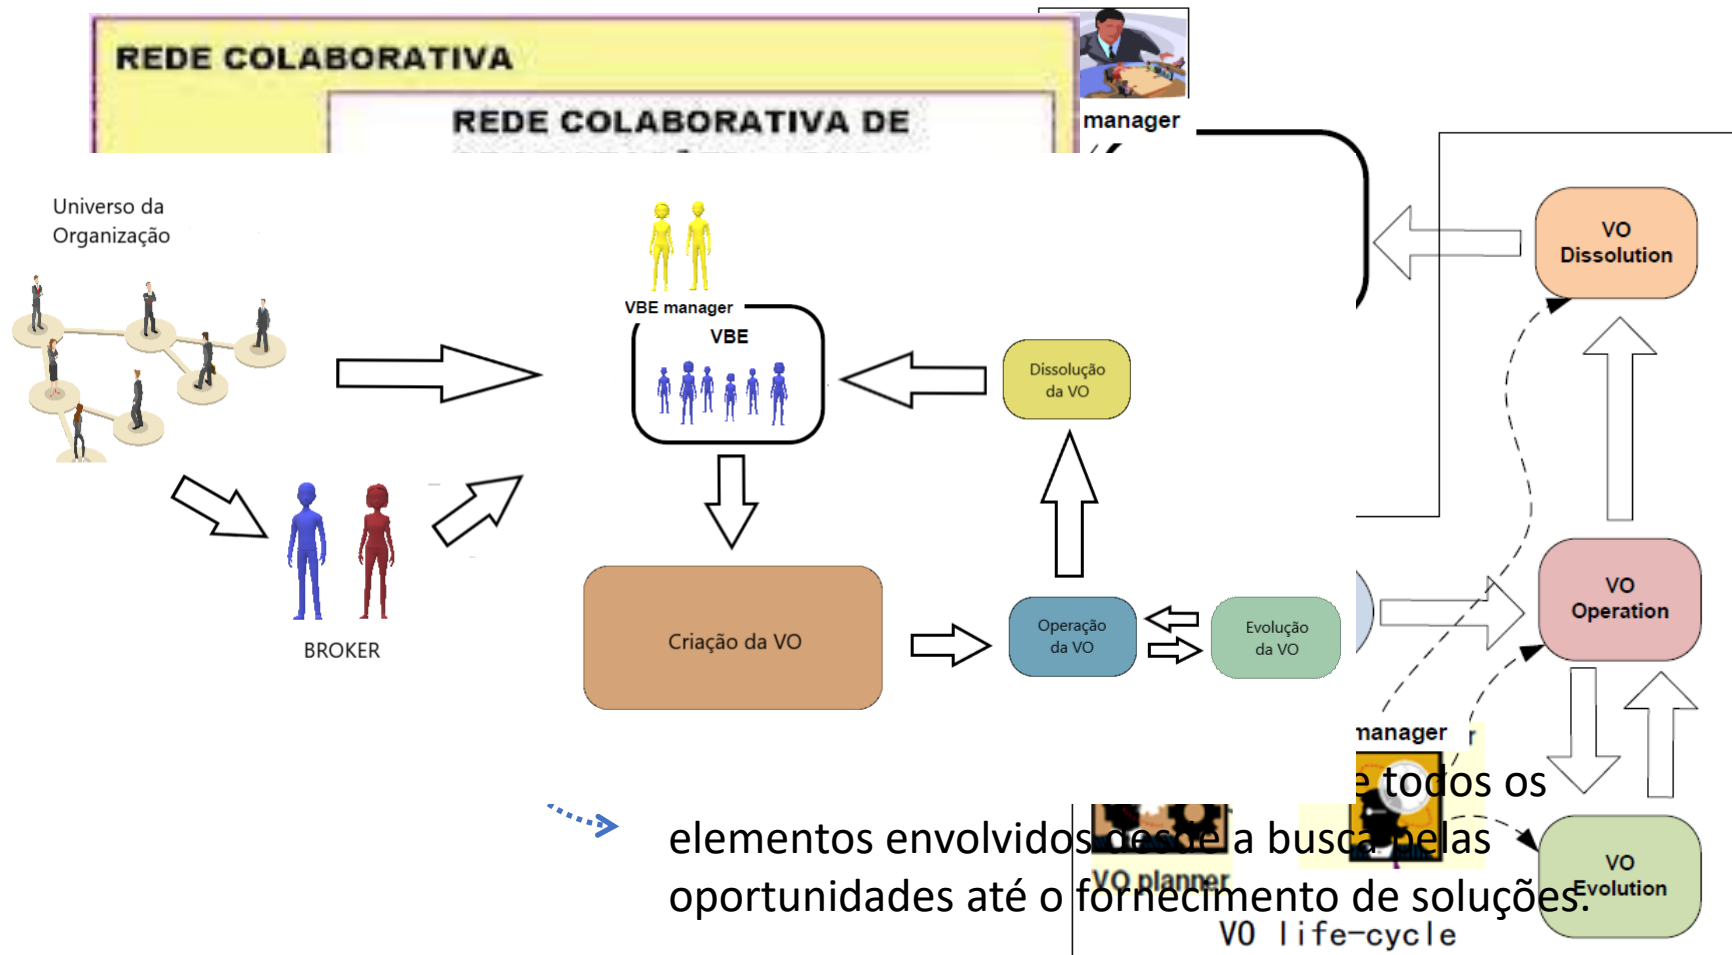 REDE COLABORATIVA
REDE COLABORATIVA DE
manager
Universo da
Organização
VBE manager
VBE
VO
Dissolution
Dissolução
da VO
BROKER
Criação da VO
Operação
da VO
Evolução
da VO
VO
Operation
manager
e todos os
elementos envolvidos desde a busca pelas
oportunidades até o fornecimento de soluções.
VO planner
VO
Evolution
VO life-cycle